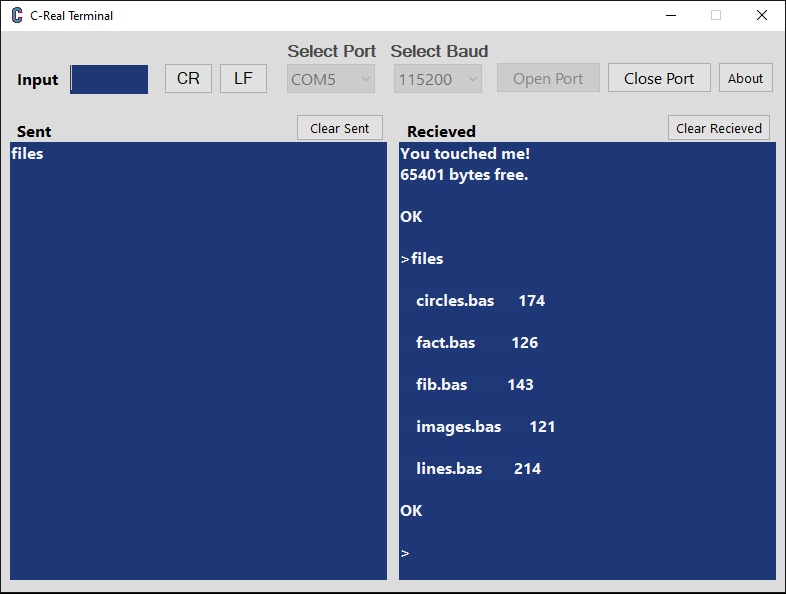 C-Real Terminal
Select Port Select Baud
Input CR LF COM5 115200 Open Port Close Port About
Sent Clear Sent Recieved Clear Recieved
files
You touched me!
65401 bytes free.
OK
>files
circles.bas 174
fact.bas 126
fib.bas 143
images.bas 121
lines.bas 214
OK
>